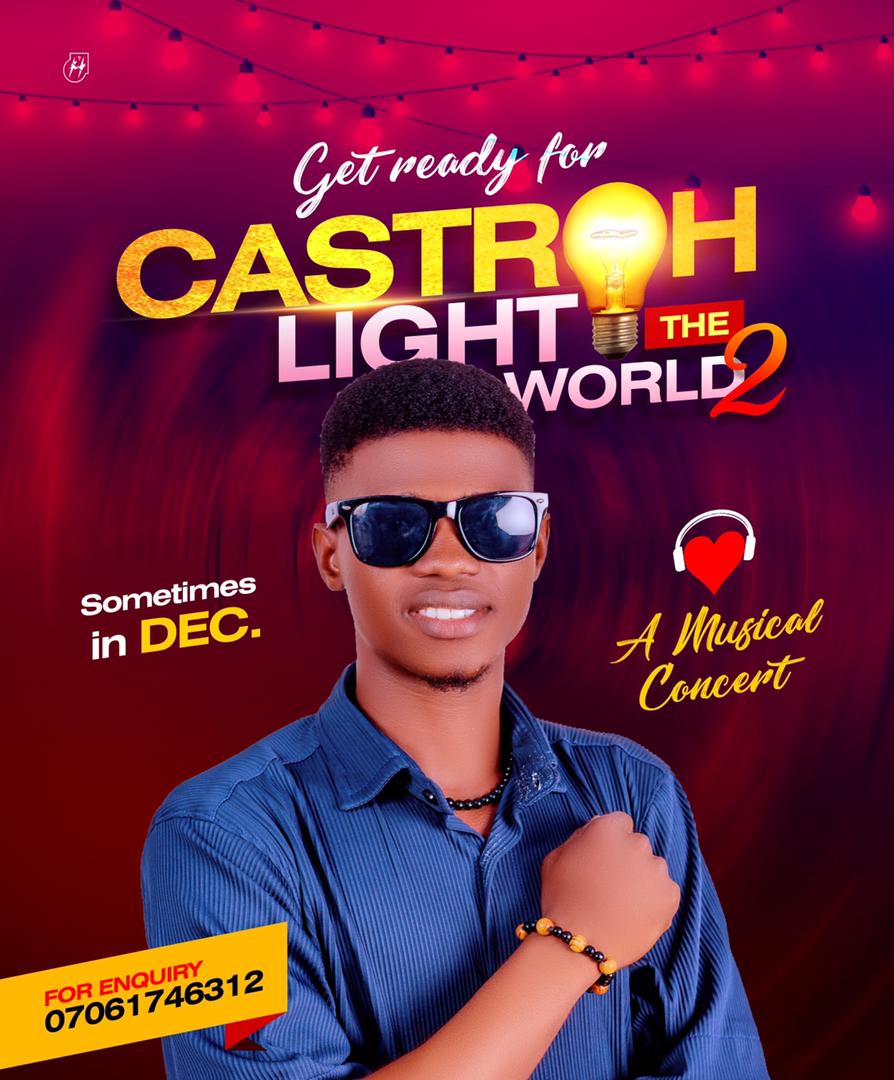 Get ready for
CASTROH
LIGHT THE
WORLD 2
Sometimes
in DEC.
A Musical
Concert
FOR ENQUIRY
07061746312